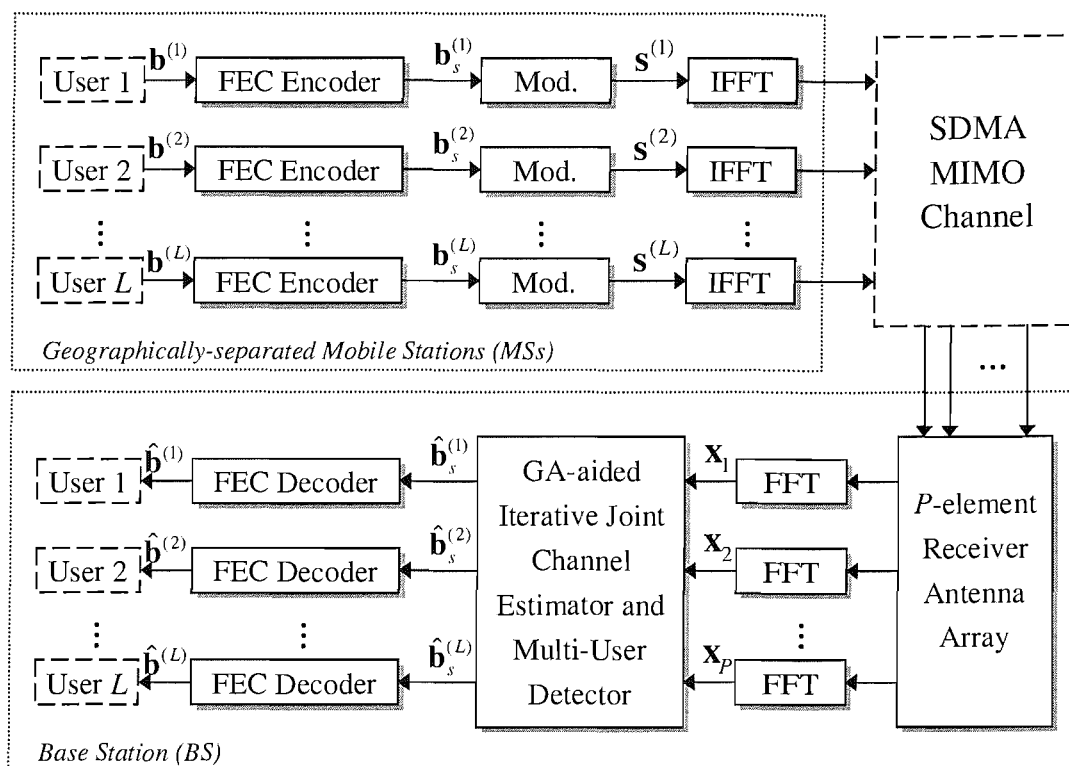 User 1 𝐛^(1) FEC Encoder 𝐛_s^(1) Mod. 𝐬^(1) IFFT
User 2 𝐛^(2) FEC Encoder 𝐛_s^(2) Mod. 𝐬^(2) IFFT
⋮ ⋮ ⋮ ⋮
User L 𝐛^(L) FEC Encoder 𝐛_s^(L) Mod. 𝐬^(L) IFFT
Geographically-separated Mobile Stations (MSs)
SDMA
MIMO
Channel
...
User 1 𝐛̂^(1) FEC Decoder 𝐛̂_s^(1)
User 2 𝐛̂^(2) FEC Decoder 𝐛̂_s^(2)
⋮ ⋮
User L 𝐛̂^(L) FEC Decoder 𝐛̂_s^(L)
GA-aided
Iterative Joint
Channel
Estimator and
Multi-User
Detector
𝐱_1 FFT
𝐱_2 FFT
⋮
𝐱_P FFT
P-element
Receiver
Antenna
Array
Base Station (BS)